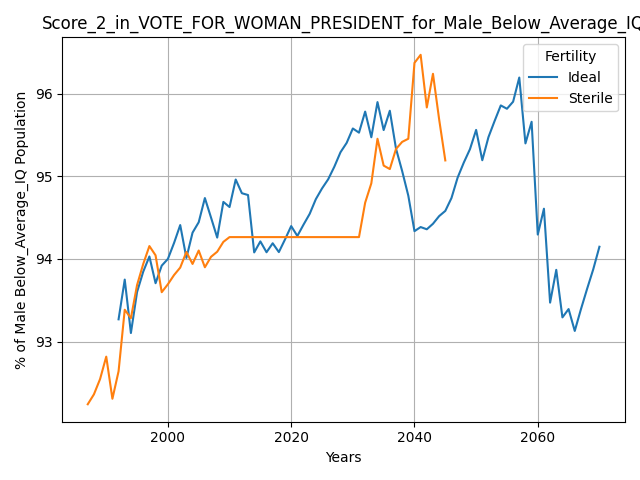 Score_2_in_VOTE_FOR_WOMAN_PRESIDENT_for_Male_Below_Average_IQ
Fertility
Ideal
Sterile
96
95
94
93
% of Male Below_Average_IQ Population
2000
2020
2040
2060
Years